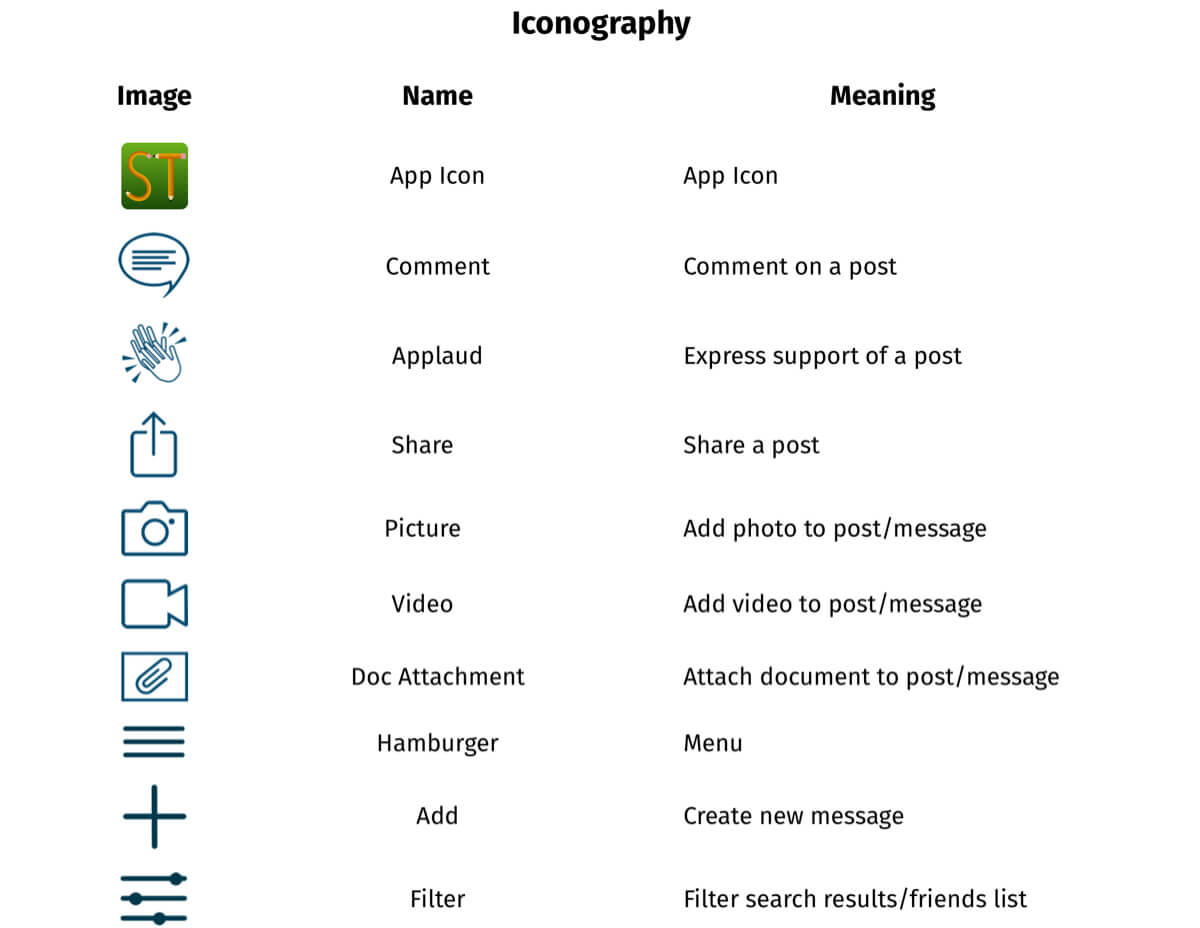 Iconography
Image Name Meaning
ST App Icon App Icon
Comment Comment on a post
Applaud Express support of a post
Share Share a post
Picture Add photo to post/message
Video Add video to post/message
Doc Attachment Attach document to post/message
Hamburger Menu
Add Create new message
Filter Filter search results/friends list